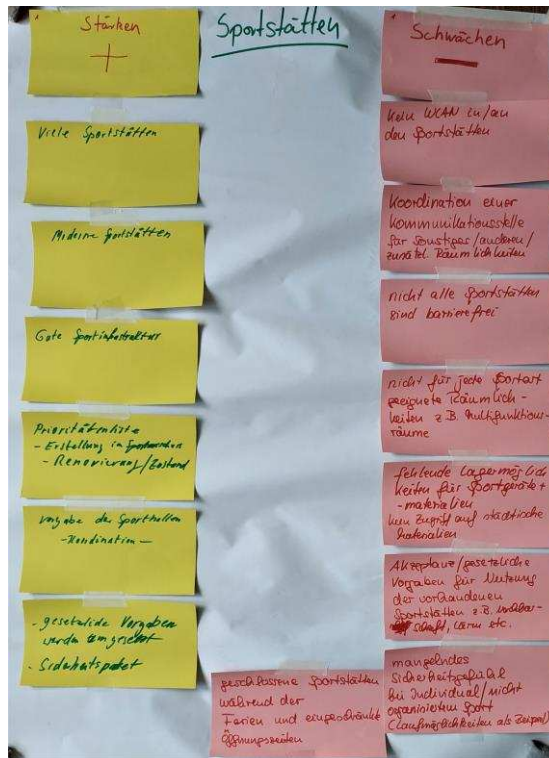 Sportstätten
Stärken
+
Viele Sportstätten
Moderne Sportstätten
Gute Sportinfrastruktur
Prioritätenliste
- Erstellung in
- Renovierung/Zustand
Vergabe der Sporthallen
- Koordination -
- gesetzliche Vorgaben
werden umgesetzt
- Sicherheitspaket
Schwächen
-
Kein WLAN in/an
den Sportstätten
Koordination einer
Kommunikationsstelle
für sonstiges/anderen/
zusätzl. Räumlichkeiten
nicht alle Sportstätten
sind barrierefrei
nicht für jede Sportart
geeignete Räumlich-
keiten z.B. Multifunktions-
räume
fehlende Lagermöglich
keiten für Sportgeräte +
- materialien
kein Zugriff auf städtische
Materialien
Akzeptanz/gesetzliche
Vorgaben für Nutzung
der vorhandenen
Sportstätten z.B. Nachbar-
schaft, Lärm etc.
mangelndes
Sicherheitsgefühl
bei Individual/nicht
organisiertem Sport
(Laufmöglichkeiten als Beispiel)
geschlossene Sportstätten
während der
Ferien und eingeschränkte
Öffnungszeiten